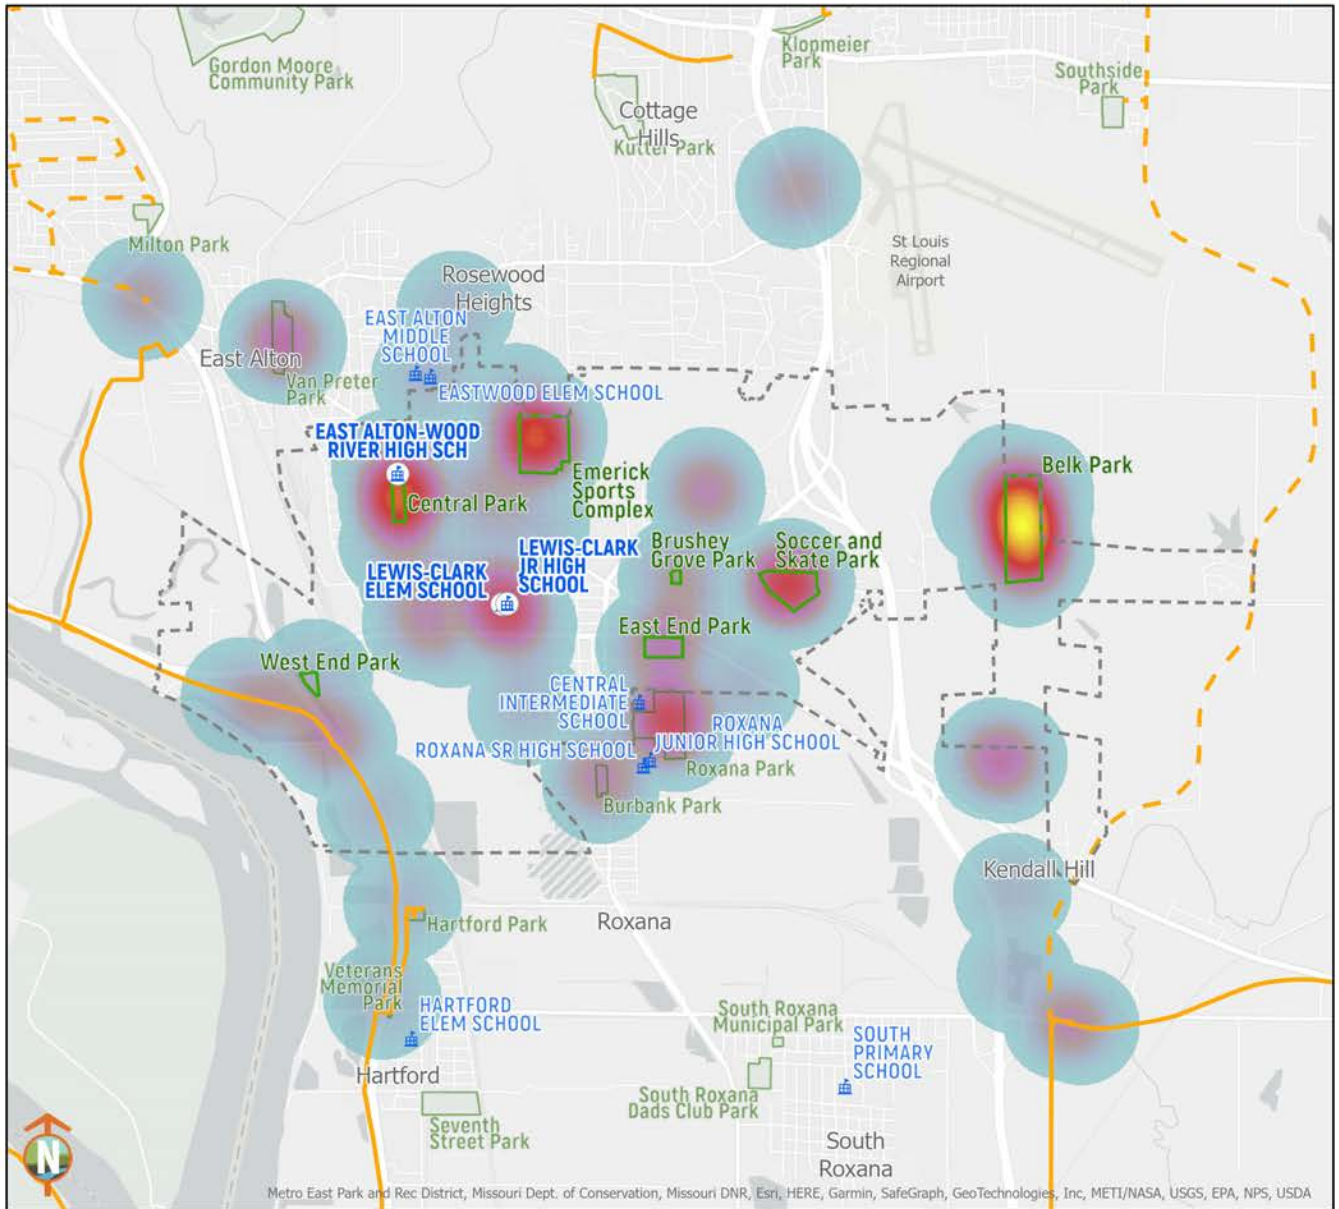 Gordon Moore
Community Park
Klopmeier
Park
Southside
Park
Cottage
Hills
Kutter Park
Milton Park
St Louis
Regional
Airport
Rosewood
Heights
EAST ALTON
MIDDLE
SCHOOL
East Alton
Van Preter
Park
EASTWOOD ELEM SCHOOL
EAST ALTON-WOOD
RIVER HIGH SCH
Central Park
Emerick
Sports
Complex
Belk Park
Brushey
Grove Park
Soccer and
Skate Park
LEWIS-CLARK
JR HIGH
SCHOOL
LEWIS-CLARK
ELEM SCHOOL
East End Park
West End Park
CENTRAL
INTERMEDIATE
SCHOOL
ROXANA
JUNIOR HIGH SCHOOL
ROXANA SR HIGH SCHOOL
Roxana Park
Burbank Park
Kendall Hill
Hartford Park
Roxana
Veterans
Memorial
Park
HARTFORD
ELEM SCHOOL
South Roxana
Municipal Park
SOUTH
PRIMARY
SCHOOL
Hartford
South Roxana
Dads Club Park
Seventh
Street Park
South
Roxana
N
Metro East Park and Rec District, Missouri Dept. of Conservation, Missouri DNR, Esri, HERE, Garmin, SafeGraph, GeoTechnologies, Inc, METI/NASA, USGS, EPA, NPS, USDA